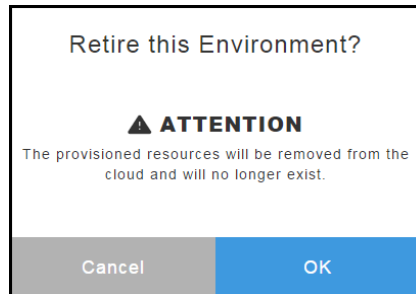 Retire this Environment?
ATTENTION
The provisioned resources will be removed from the
cloud and will no longer exist.
Cancel
OK